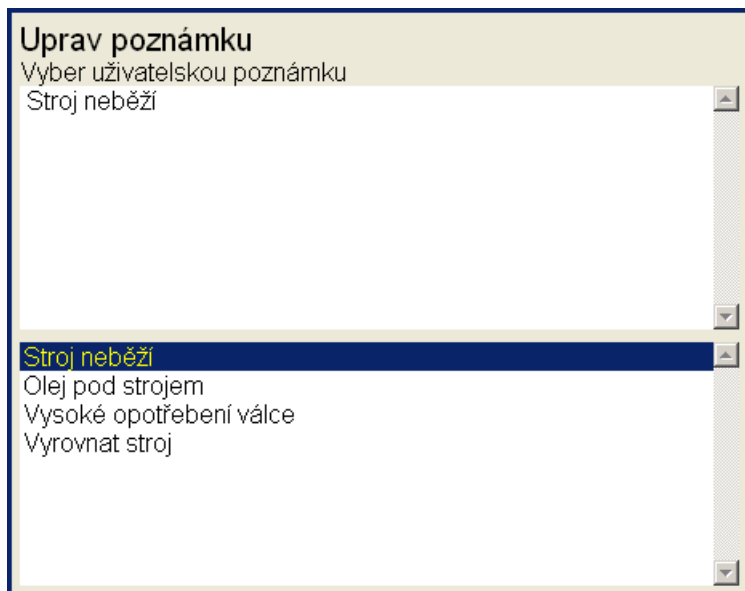 Uprav poznámku
Vyber uživatelskou poznámku
Stroj neběží
Stroj neběží
Olej pod strojem
Vysoké opotřebení válce
Vyrovnat stroj